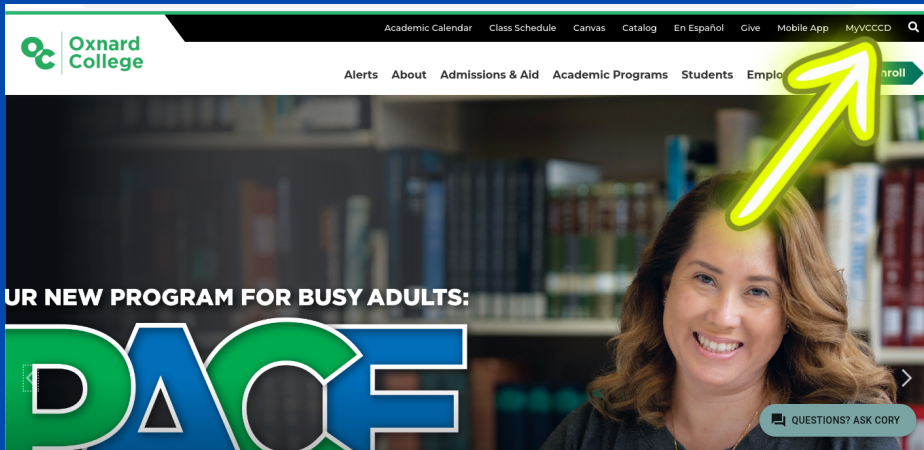 Academic Calendar Class Schedule Canvas Catalog En Español Give Mobile App MyVCCCD
Oxnard
College
Alerts About Admissions & Aid Academic Programs Students
UR NEW PROGRAM FOR BUSY ADULTS:
PACE
QUESTIONS? ASK CORY